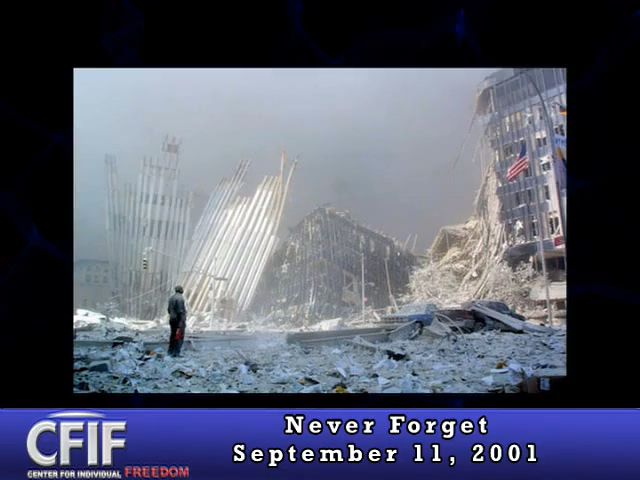 Never Forget
September 11, 2001
CFIF
CENTER FOR INDIVIDUAL FREEDOM